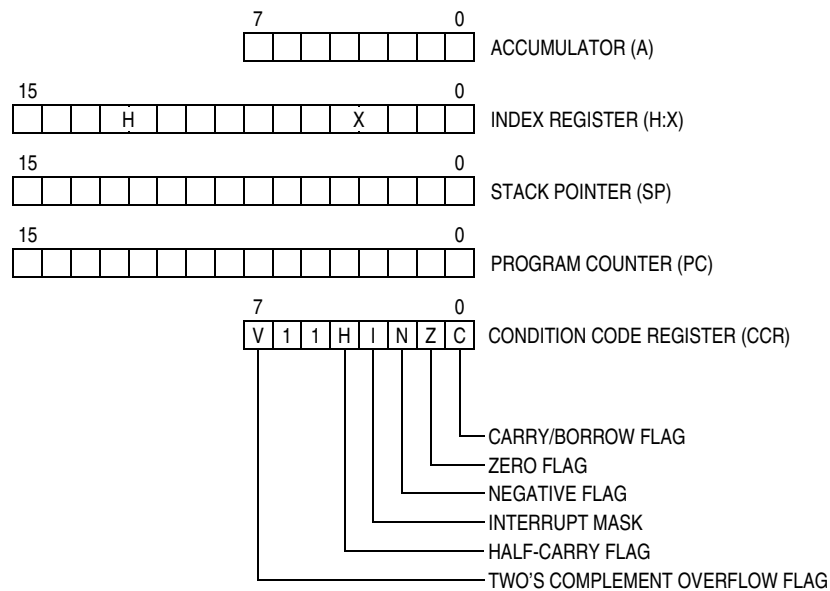 7 0
ACCUMULATOR (A)
15 0
H X INDEX REGISTER (H:X)
15 0
STACK POINTER (SP)
15 0
PROGRAM COUNTER (PC)
7 0
V 1 1 H I N Z C CONDITION CODE REGISTER (CCR)
CARRY/BORROW FLAG
ZERO FLAG
NEGATIVE FLAG
INTERRUPT MASK
HALF-CARRY FLAG
TWO'S COMPLEMENT OVERFLOW FLAG